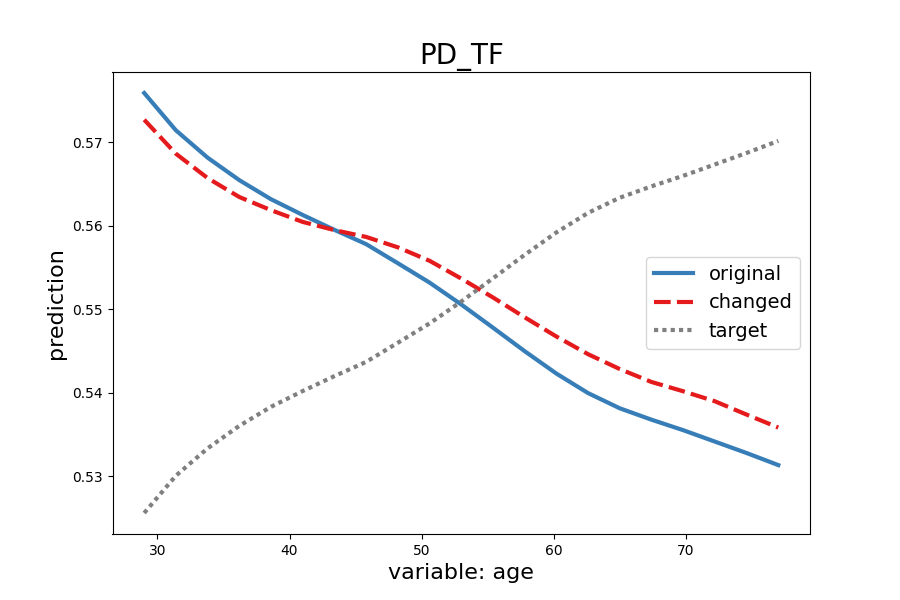 PD_TF
prediction
0.57
0.56
0.55
0.54
0.53
original
changed
target
30 40 50 60 70
variable: age